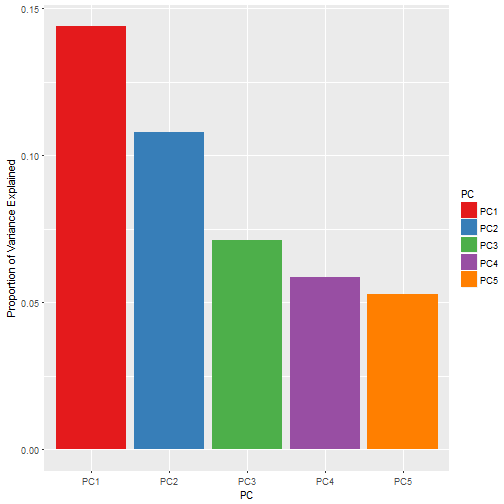 Proportion of Variance Explained
0.15
0.10
0.05
0.00
PC1 PC2 PC3 PC4 PC5
PC
PC
PC1
PC2
PC3
PC4
PC5